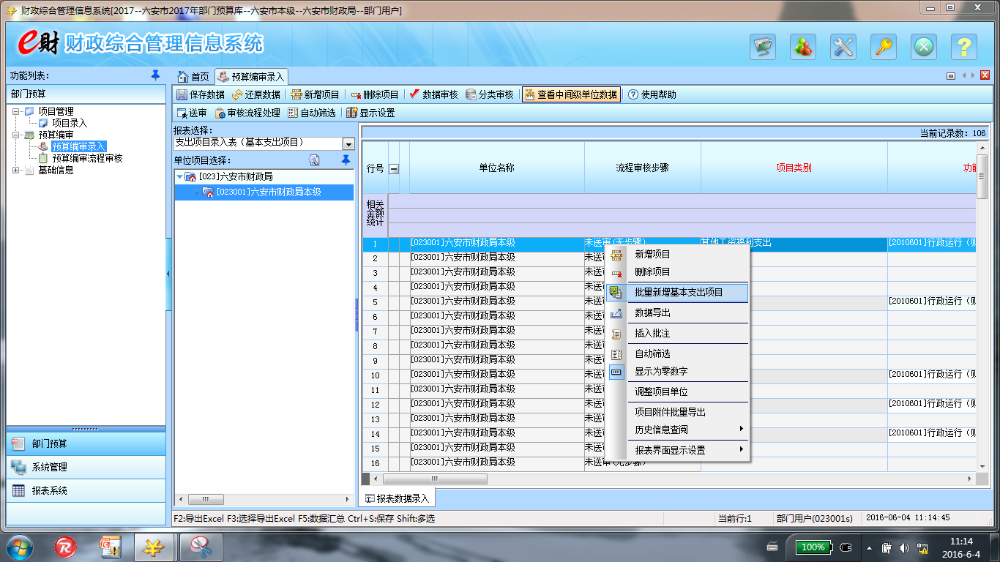 财政综合管理信息系统[2017--六安市2017年部门预算库--六安市本级--六安市财政局--部门用户]
e财 财政综合管理信息系统
功能列表:
首页 预算编审录入
部门预算
保存数据 还原数据 新增项目 删除项目 数据审核 分类审核 查看中间级单位数据 使用帮助
送审 审核流程处理 自动筛选 显示设置
项目管理
项目录入
预算编审
预算编审录入
预算编审流程审核
基础信息
部门预算
系统管理
报表系统
报表选择:
支出项目录入表(基本支出项目)
单位项目选择:
[023]六安市财政局
[023001]六安市财政局本级
当前记录数: 106
行号 单位名称 流程审核步骤 项目类别 功能
相关金额统计
1 [023001]六安市财政局本级 未送审(无步骤) 其他工资福利支出 [2010601]行政运行(财
2 [023001]六安市财政局本级 未送
3 [023001]六安市财政局本级 未送
4 [023001]六安市财政局本级 未送
5 [023001]六安市财政局本级 未送 [2010601]行政运行(财
6 [023001]六安市财政局本级 未送
7 [023001]六安市财政局本级 未送
8 [023001]六安市财政局本级 未送
9 [023001]六安市财政局本级 未送
10 [023001]六安市财政局本级 未送 [2010601]行政运行(财
11 [023001]六安市财政局本级 未送
12 [023001]六安市财政局本级 未送 [2010601]行政运行(财
13 [023001]六安市财政局本级 未送
14 [023001]六安市财政局本级 未送 [2010601]行政运行(财
15 [023001]六安市财政局本级 未送
16 [023001]六安市财政局本级 未送审(无步骤)
新增项目
删除项目
批量新增基本支出项目
数据导出
插入批注
自动筛选
显示为零数字
调整项目单位
项目附件批量导出
历史信息查阅
报表界面显示设置
报表数据录入
F2:导出Excel F3:选择导出Excel F5:数据汇总 Ctrl+S:保存 Shift:多选
当前行:1 部门用户(023001s) 2016-06-04 11:14:45
100%
11:14
2016-6-4